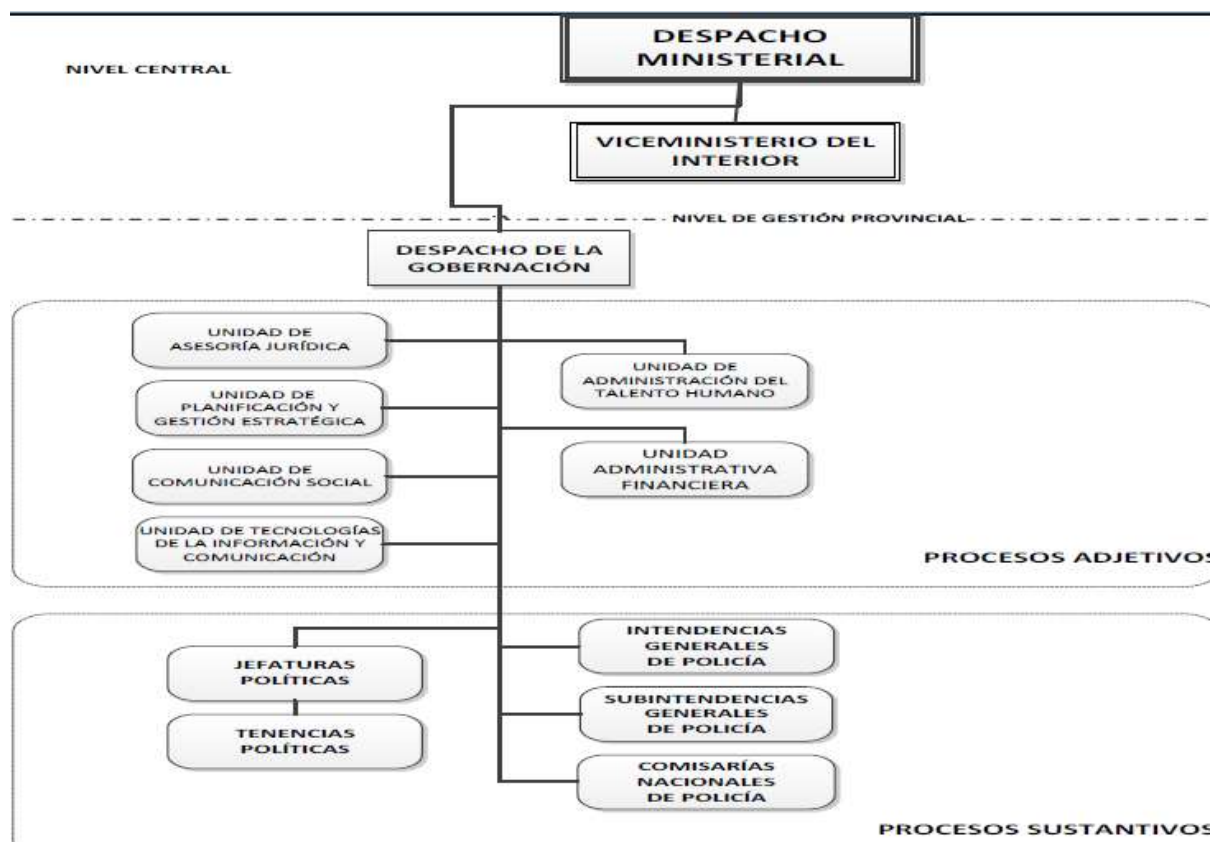 DESPACHO
MINISTERIAL
NIVEL CENTRAL
VICEMINISTERIO DEL
INTERIOR
NIVEL DE GESTIÓN PROVINCIAL
DESPACHO DE LA
GOBERNACIÓN
UNIDAD DE
ASESORÍA JURÍDICA
UNIDAD DE
ADMINISTRACIÓN DEL
TALENTO HUMANO
UNIDAD DE
PLANIFICACIÓN Y
GESTIÓN ESTRATÉGICA
UNIDAD
ADMINISTRATIVA
FINANCIERA
UNIDAD DE
COMUNICACIÓN SOCIAL
UNIDAD DE TECNOLOGÍAS
DE LA INFORMACIÓN Y
COMUNICACIÓN
PROCESOS ADJETIVOS
JEFATURAS
POLÍTICAS
INTENDENCIAS
GENERALES
DE POLICÍA
TENENCIAS
POLÍTICAS
SUBINTENDENCIAS
GENERALES
DE POLICÍA
COMISARÍAS
NACIONALES
DE POLICÍA
PROCESOS SUSTANTIVOS